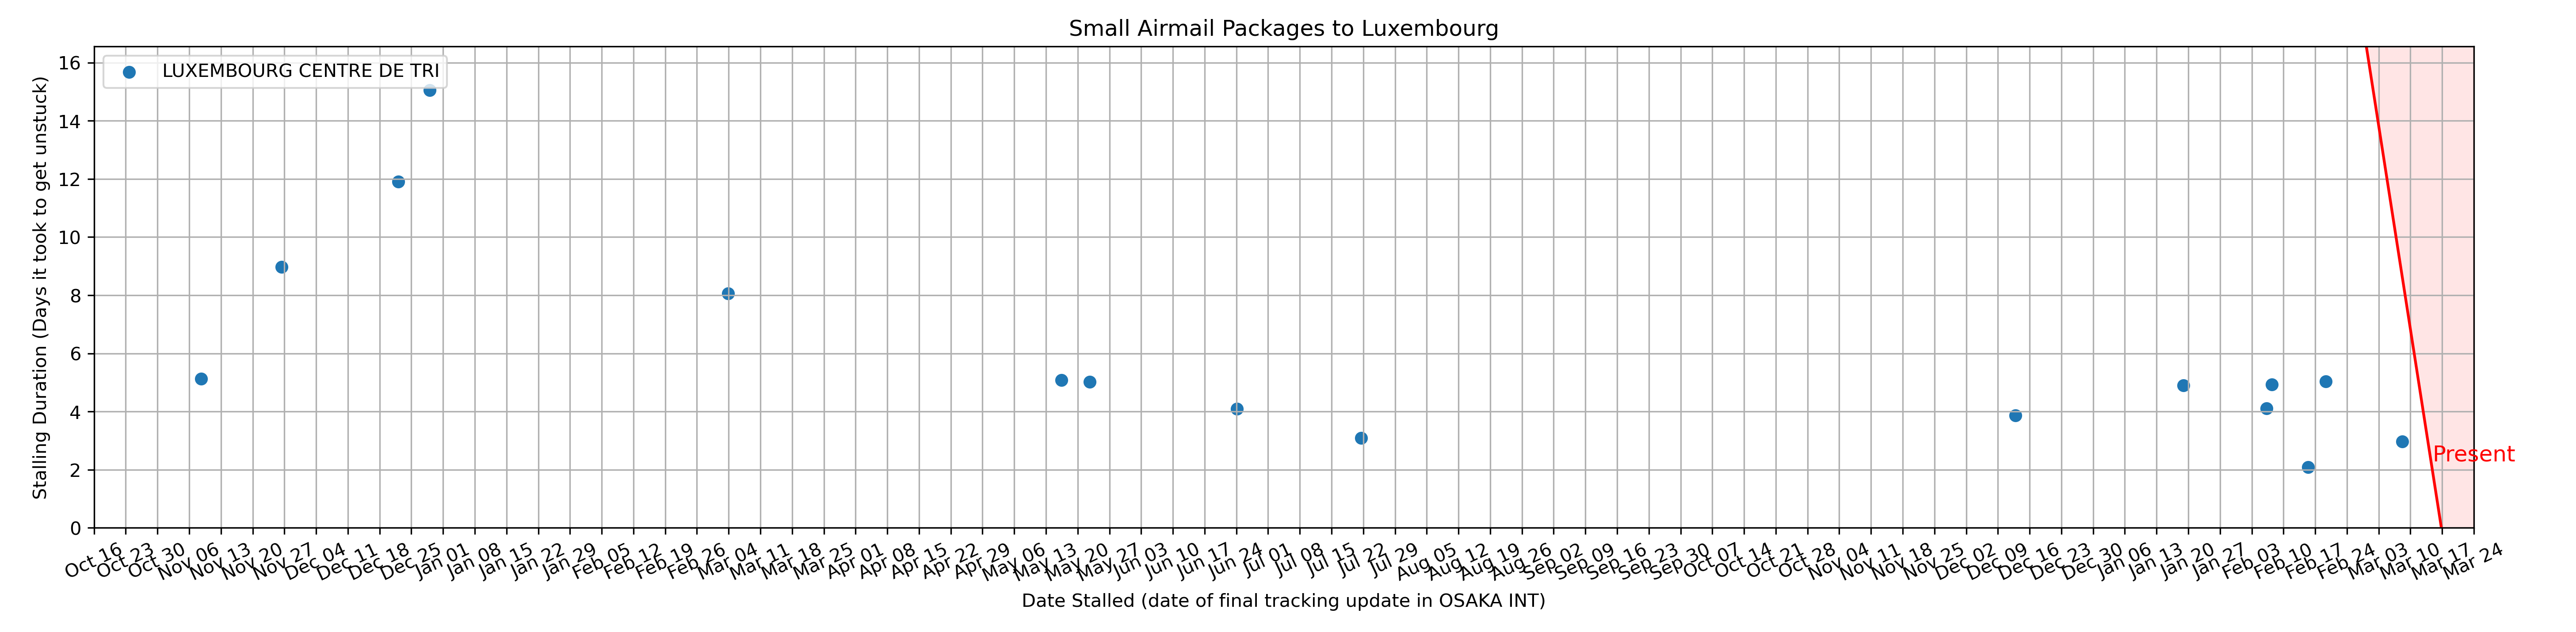 Small Airmail Packages to Luxembourg
LUXEMBOURG CENTRE DE TRI
Stalling Duration (Days it took to get unstuck)
16
14
12
10
8
6
4
2
0
Present
Oct 16 Oct 23 Oct 30 Nov 06 Nov 13 Nov 20 Nov 27 Dec 04 Dec 11 Dec 18 Dec 25 Jan 01 Jan 08 Jan 15 Jan 22 Jan 29 Feb 05 Feb 12 Feb 19 Feb 26 Mar 04 Mar 11 Mar 18 Mar 25 Apr 01 Apr 08 Apr 15 Apr 22 Apr 29 May 06 May 13 May 20 May 27 Jun 03 Jun 10 Jun 17 Jun 24 Jul 01 Jul 08 Jul 15 Jul 22 Jul 29 Aug 05 Aug 12 Aug 19 Aug 26 Sep 02 Sep 09 Sep 16 Sep 23 Sep 30 Oct 07 Oct 14 Oct 21 Oct 28 Nov 04 Nov 11 Nov 18 Nov 25 Dec 02 Dec 09 Dec 16 Dec 23 Dec 30 Jan 06 Jan 13 Jan 20 Jan 27 Feb 03 Feb 10 Feb 17 Feb 24 Mar 03 Mar 10 Mar 17 Mar 24
Date Stalled (date of final tracking update in OSAKA INT)